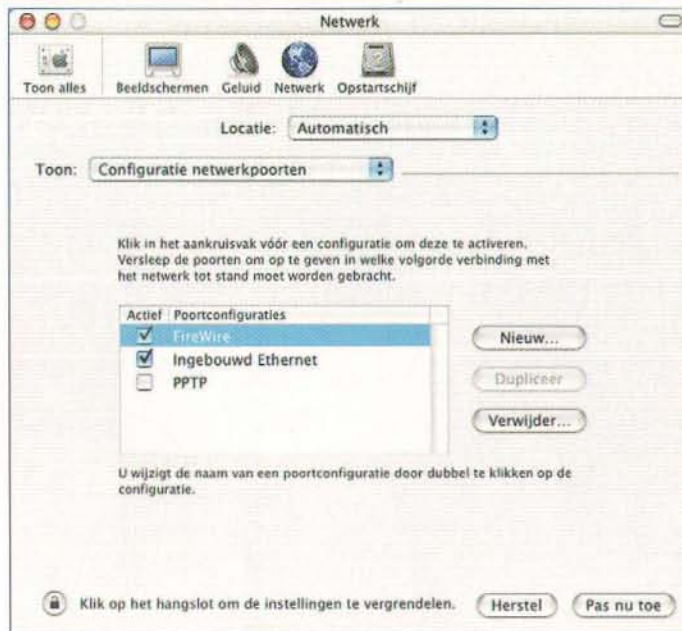 Netwerk
Toon alles
Beeldschermen
Geluid
Netwerk
Opstartschijf
Locatie: Automatisch
Toon: Configuratie netwerkpoorten
Klik in het aankruisvak vóór een configuratie om deze te activeren.
Versleep de poorten om op te geven in welke volgorde verbinding met
het netwerk tot stand moet worden gebracht.
Actief Poortconfiguraties
FireWire
Ingebouwd Ethernet
PPTP
Nieuw...
Dupliceer
Verwijder...
U wijzigt de naam van een poortconfiguratie door dubbel te klikken op de
configuratie.
Klik op het hangslot om de instellingen te vergrendelen.
Herstel
Pas nu toe